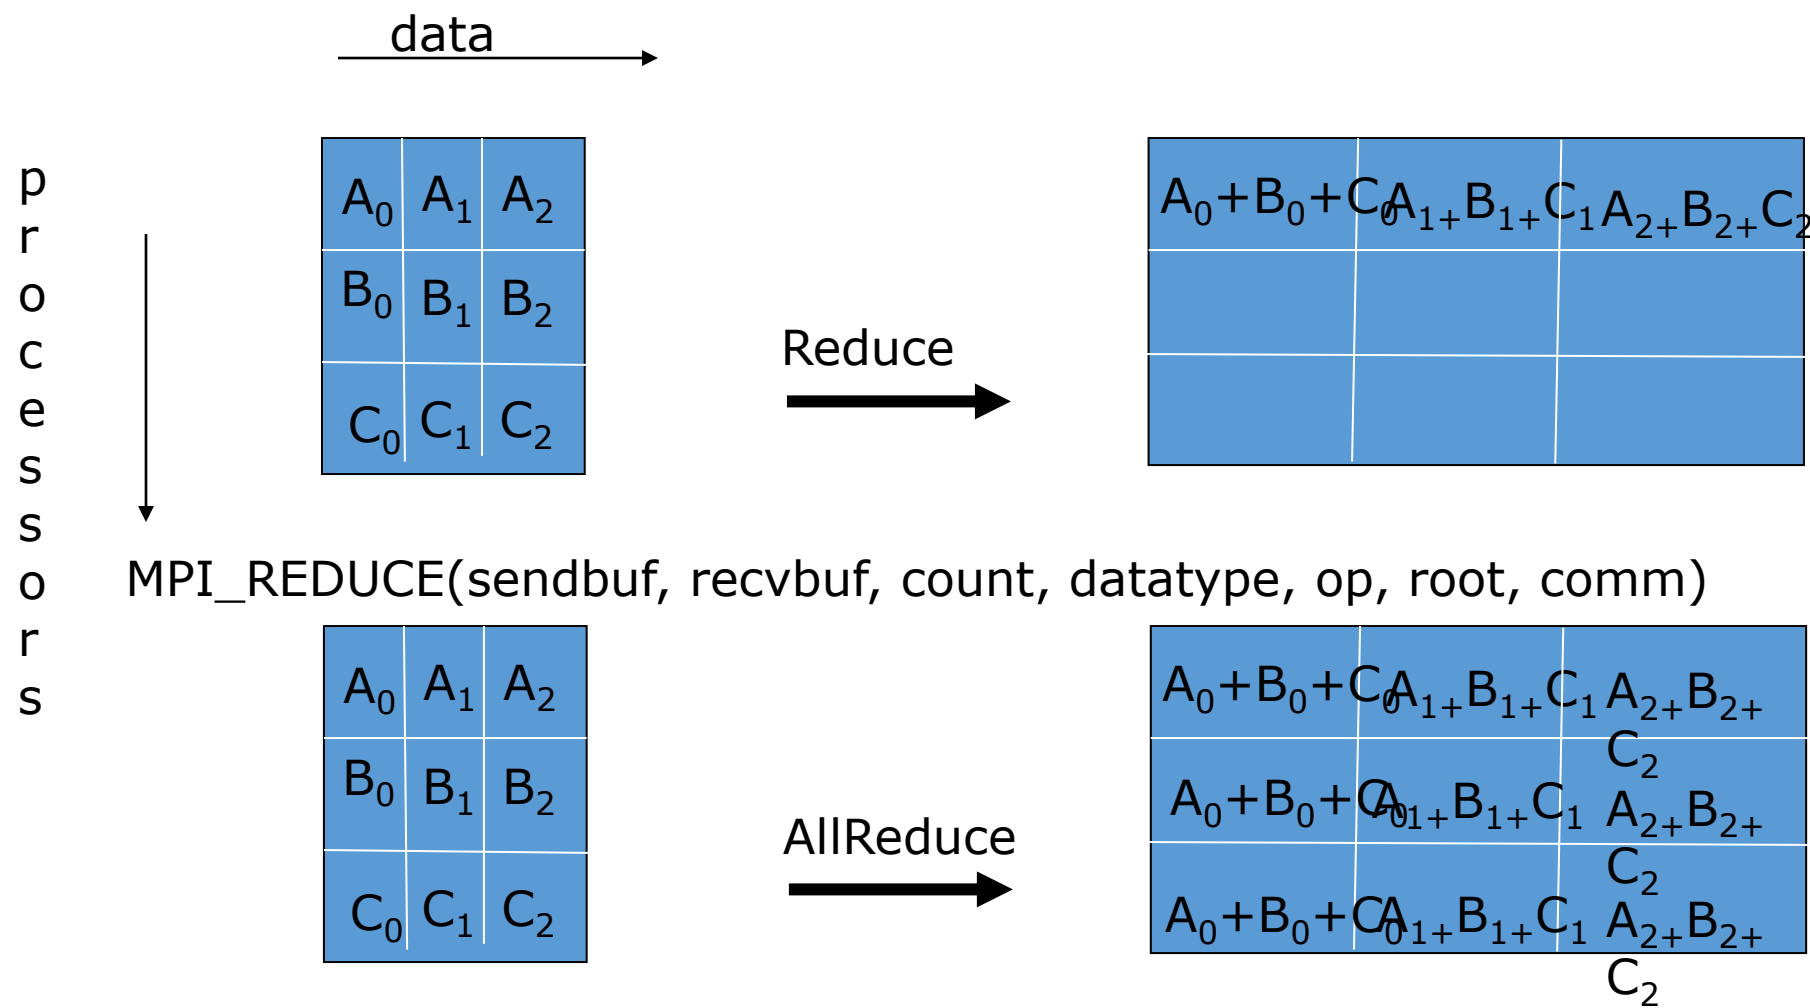 data
processors
A₀ A₁ A₂
B₀ B₁ B₂
C₀ C₁ C₂
Reduce
A₀+B₀+C₀ A₁₊B₁₊C₁ A₂₊B₂₊C₂
MPI_REDUCE(sendbuf, recvbuf, count, datatype, op, root, comm)
A₀ A₁ A₂
B₀ B₁ B₂
C₀ C₁ C₂
AllReduce
A₀+B₀+C₀ A₁₊B₁₊C₁ A₂₊B₂₊
C₂
A₀+B₀+C₀ A₁₊B₁₊C₁ A₂₊B₂₊
C₂
A₀+B₀+C₀ A₁₊B₁₊C₁ A₂₊B₂₊
C₂